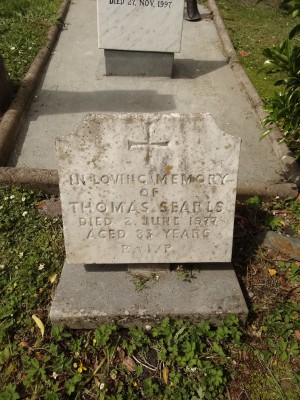 DIED 27. NOV. 1997
IN LOVING MEMORY
OF
THOMAS SEARLS
DIED 2. JUNE 1977
AGED 83 YEARS
R.I.P.